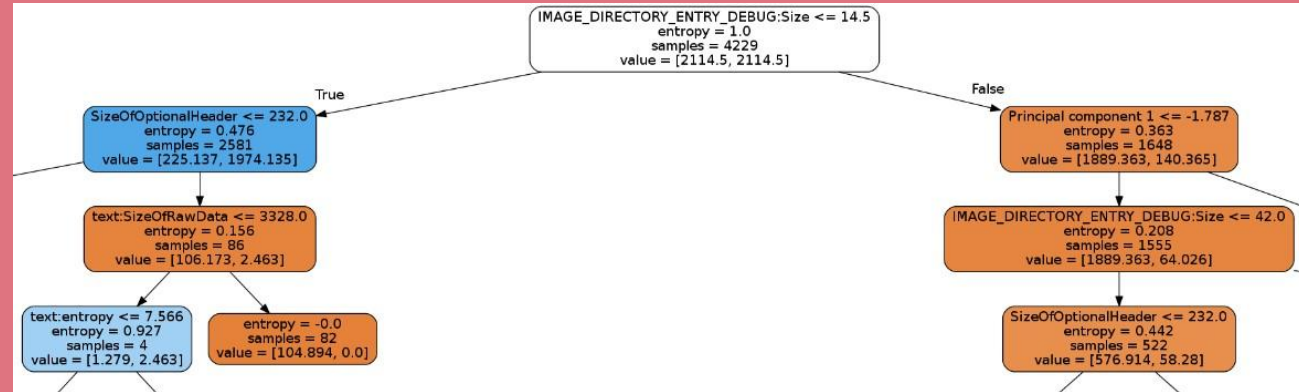 IMAGE_DIRECTORY_ENTRY_DEBUG:Size <= 14.5
entropy = 1.0
samples = 4229
value = [2114.5, 2114.5]
True
False
SizeOfOptionalHeader <= 232.0
entropy = 0.476
samples = 2581
value = [225.137, 1974.135]
Principal component 1 <= -1.787
entropy = 0.363
samples = 1648
value = [1889.363, 140.365]
text:SizeOfRawData <= 3328.0
entropy = 0.156
samples = 86
value = [106.173, 2.463]
IMAGE_DIRECTORY_ENTRY_DEBUG:Size <= 42.0
entropy = 0.208
samples = 1555
value = [1889.363, 64.026]
text:entropy <= 7.566
entropy = 0.927
samples = 4
value = [1.279, 2.463]
entropy = -0.0
samples = 82
value = [104.894, 0.0]
SizeOfOptionalHeader <= 232.0
entropy = 0.442
samples = 522
value = [576.914, 58.28]